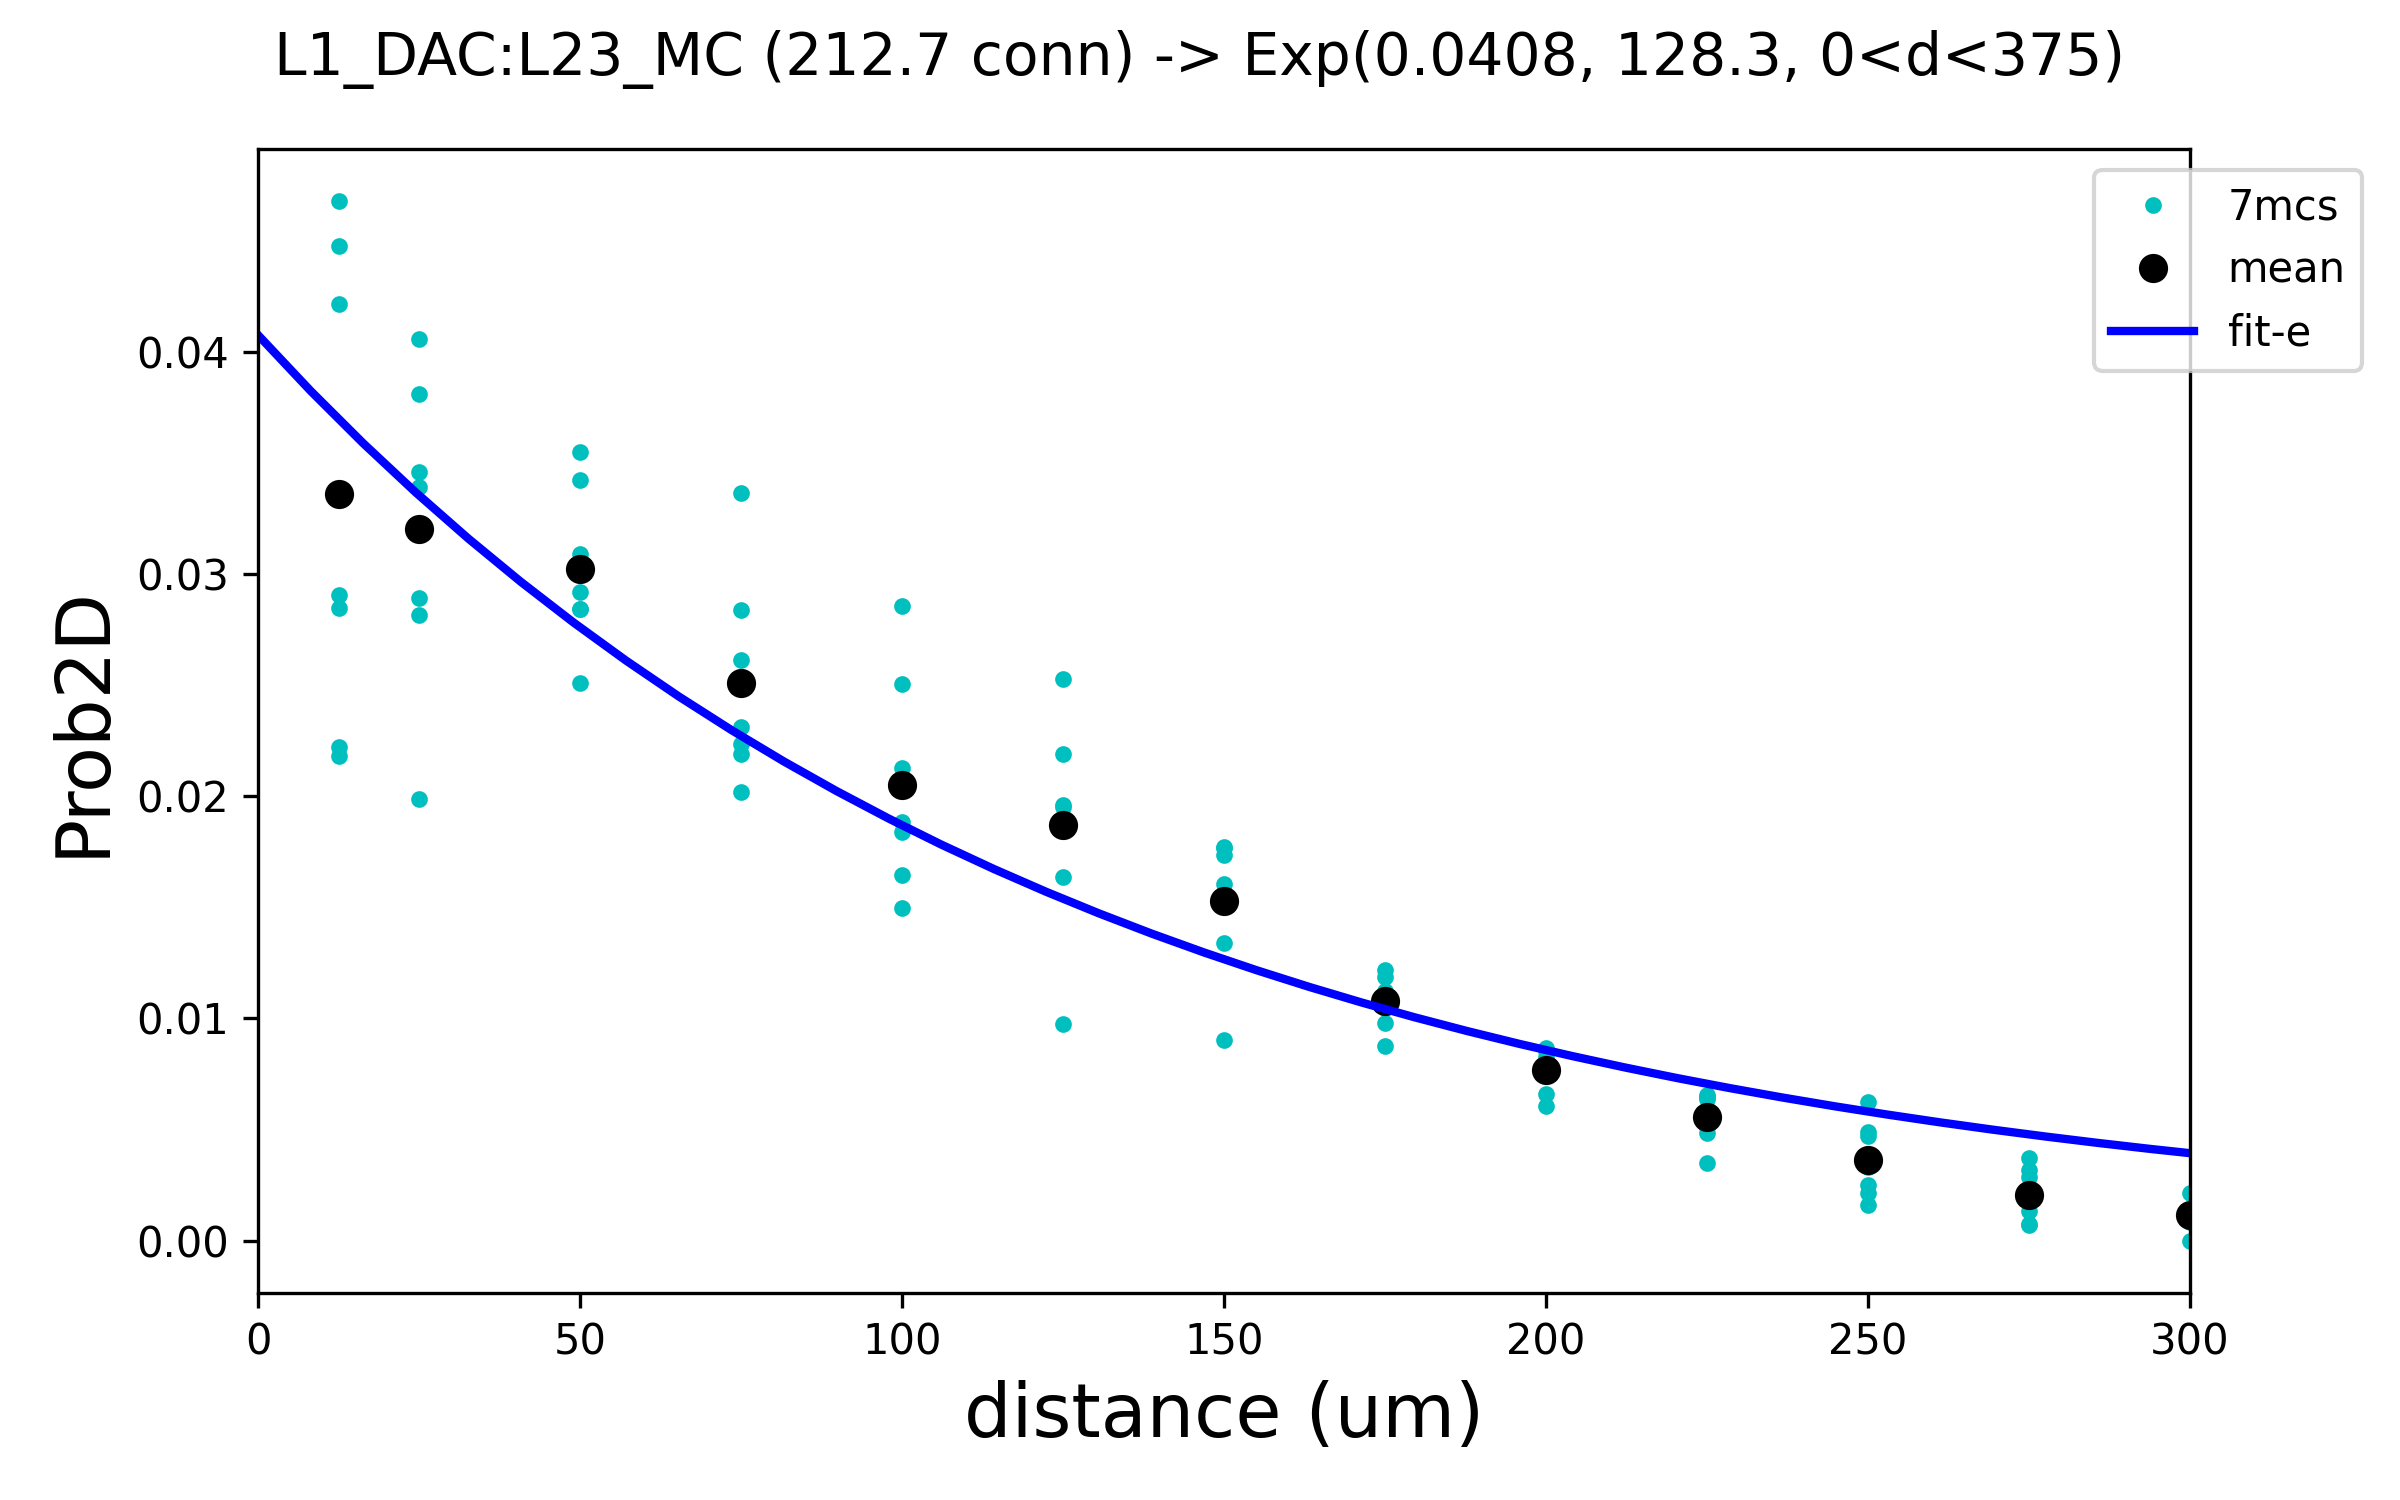 L1_DAC:L23_MC (212.7 conn) -> Exp(0.0408, 128.3, 0<d<375)
7mcs
mean
fit-e
Prob2D
0.04
0.03
0.02
0.01
0.00
0 50 100 150 200 250 300
distance (um)